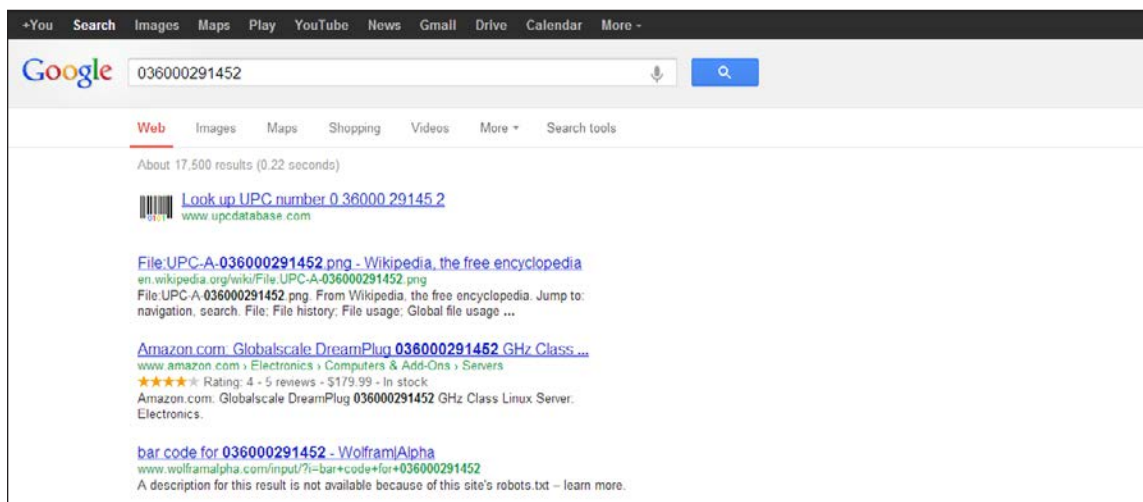 +You Search Images Maps Play YouTube News Gmail Drive Calendar More
Google 036000291452
Web Images Maps Shopping Videos More Search tools
About 17,500 results (0.22 seconds)
Look up UPC number 0 36000 29145 2
www.upcdatabase.com
File:UPC-A-036000291452.png - Wikipedia, the free encyclopedia
en.wikipedia.org/wiki/File:UPC-A-036000291452.png
File:UPC-A-036000291452.png. From Wikipedia, the free encyclopedia. Jump to:
navigation, search. File; File history; File usage; Global file usage ...
Amazon.com: Globalscale DreamPlug 036000291452 GHz Class ...
www.amazon.com › Electronics › Computers & Add-Ons › Servers
Rating: 4 - 5 reviews - $179.99 - In stock
Amazon.com: Globalscale DreamPlug 036000291452 GHz Class Linux Server:
Electronics.
bar code for 036000291452 - Wolfram|Alpha
www.wolframalpha.com/input/?i=bar+code+for+036000291452
A description for this result is not available because of this site's robots.txt – learn more.